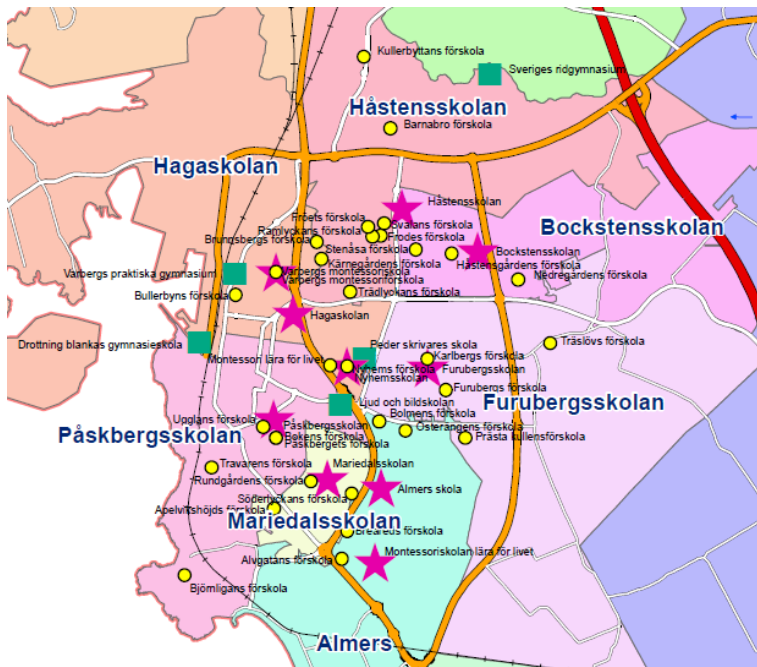 Kullerbyttans förskola
Sveriges ridgymnasium
Håstensskolan
Barnabro förskola
Hagaskolan
Håstensskolan
Fröets förskola
Svalans förskola
Ramlyckans förskola
Frodes förskola
Bockstensskolan
Brunnsbergs förskola
Stenåsa förskola
Bockstensskolan
Kärnegårdens förskola
Håstensgårdens förskola
Varbergs praktiska gymnasium
Varbergs montessoriskola
Varbergs montessoriförskola
Nedregårdens förskola
Bullerbyns förskola
Trädlyckans förskola
Hagaskolan
Drottning blankas gymnasieskola
Peder skrivares skola
Träslövs förskola
Montessori lära för livet
Karlbergs förskola
Nyhems förskola
Furubergsskolan
Nyhemsskolan
Furubergs förskola
Ljud och bildskolan
Furubergsskolan
Bolmens förskola
Upglans förskola
Påskbergsskolan
Österängens förskola
Påskbergsskolan
Bokens förskola
Prästa kullensförskola
Påskbergets förskola
Travarens förskola
Mariedalsskolan
Rundgårdens förskola
Almers skola
Söderlyckans förskola
Apelvikshöjds förskola
Mariedalsskolan
Breareds förskola
Alvgatans förskola
Montessoriskolan lära för livet
Björnligans förskola
Almers